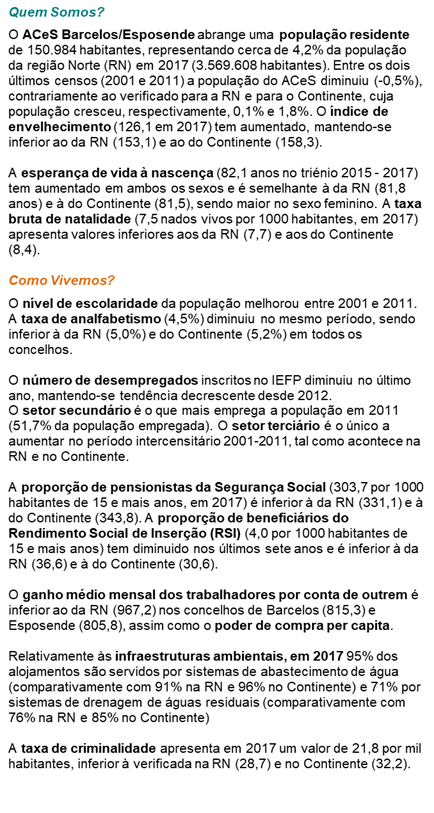 Quem Somos?
O ACeS Barcelos/Esposende abrange uma população residente
de 150.984 habitantes, representando cerca de 4,2% da população
da região Norte (RN) em 2017 (3.569.608 habitantes). Entre os dois
últimos censos (2001 e 2011) a população do ACeS diminuiu (-0,5%),
contrariamente ao verificado para a RN e para o Continente, cuja
população cresceu, respectivamente, 0,1% e 1,8%. O índice de
envelhecimento (126,1 em 2017) tem aumentado, mantendo-se
inferior ao da RN (153,1) e ao do Continente (158,3).
A esperança de vida à nascença (82,1 anos no triénio 2015 - 2017)
tem aumentado em ambos os sexos e é semelhante à da RN (81,8
anos) e à do Continente (81,5), sendo maior no sexo feminino. A taxa
bruta de natalidade (7,5 nados vivos por 1000 habitantes, em 2017)
apresenta valores inferiores aos da RN (7,7) e aos do Continente
(8,4).
Como Vivemos?
O nível de escolaridade da população melhorou entre 2001 e 2011.
A taxa de analfabetismo (4,5%) diminuiu no mesmo período, sendo
inferior à da RN (5,0%) e do Continente (5,2%) em todos os
concelhos.
O número de desempregados inscritos no IEFP diminuiu no último
ano, mantendo-se tendência decrescente desde 2012.
O setor secundário é o que mais emprega a população em 2011
(51,7% da população empregada). O setor terciário é o único a
aumentar no período intercensitário 2001-2011, tal como acontece na
RN e no Continente.
A proporção de pensionistas da Segurança Social (303,7 por 1000
habitantes de 15 e mais anos, em 2017) é inferior à da RN (331,1) e à
do Continente (343,8). A proporção de beneficiários do
Rendimento Social de Inserção (RSI) (4,0 por 1000 habitantes de
15 e mais anos) tem diminuido nos últimos sete anos e é inferior à da
RN (36,6) e à do Continente (30,6).
O ganho médio mensal dos trabalhadores por conta de outrem é
inferior ao da RN (967,2) nos concelhos de Barcelos (815,3) e
Esposende (805,8), assim como o poder de compra per capita.
Relativamente às infraestruturas ambientais, em 2017 95% dos
alojamentos são servidos por sistemas de abastecimento de água
(comparativamente com 91% na RN e 96% no Continente) e 71% por
sistemas de drenagem de águas residuais (comparativamente com
76% na RN e 85% no Continente)
A taxa de criminalidade apresenta em 2017 um valor de 21,8 por mil
habitantes, inferior à verificada na RN (28,7) e no Continente (32,2).